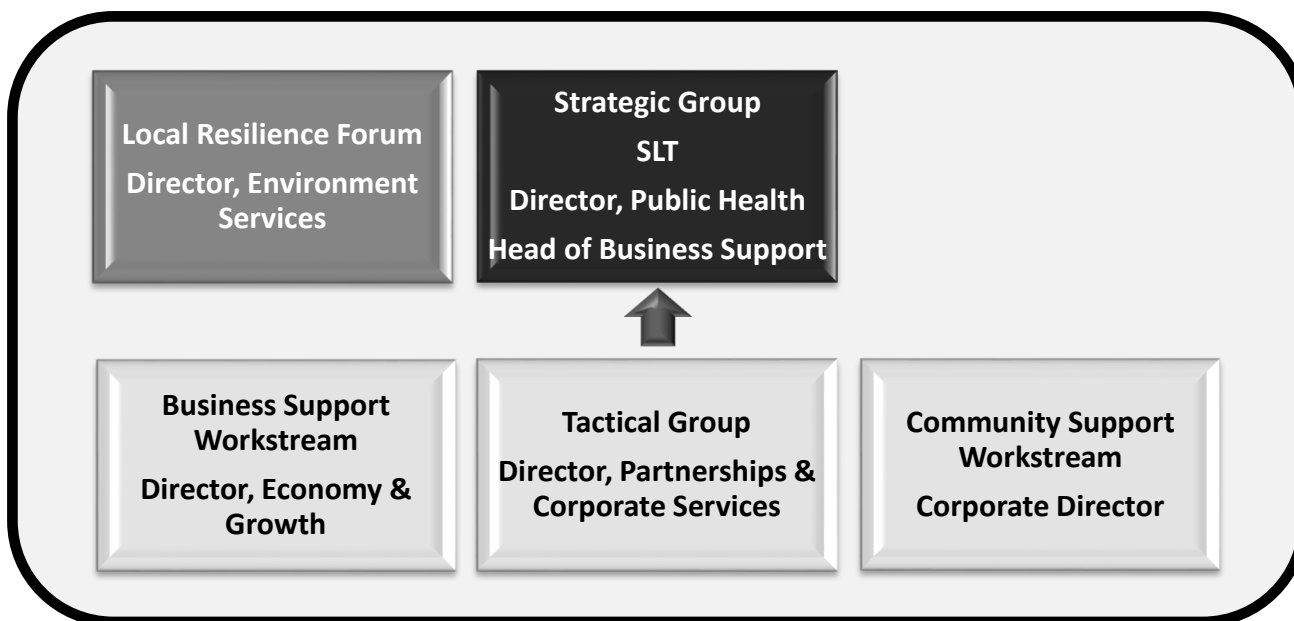 Local Resilience Forum
Director, Environment
Services
Strategic Group
SLT
Director, Public Health
Head of Business Support
Business Support
Workstream
Director, Economy &
Growth
Tactical Group
Director, Partnerships &
Corporate Services
Community Support
Workstream
Corporate Director